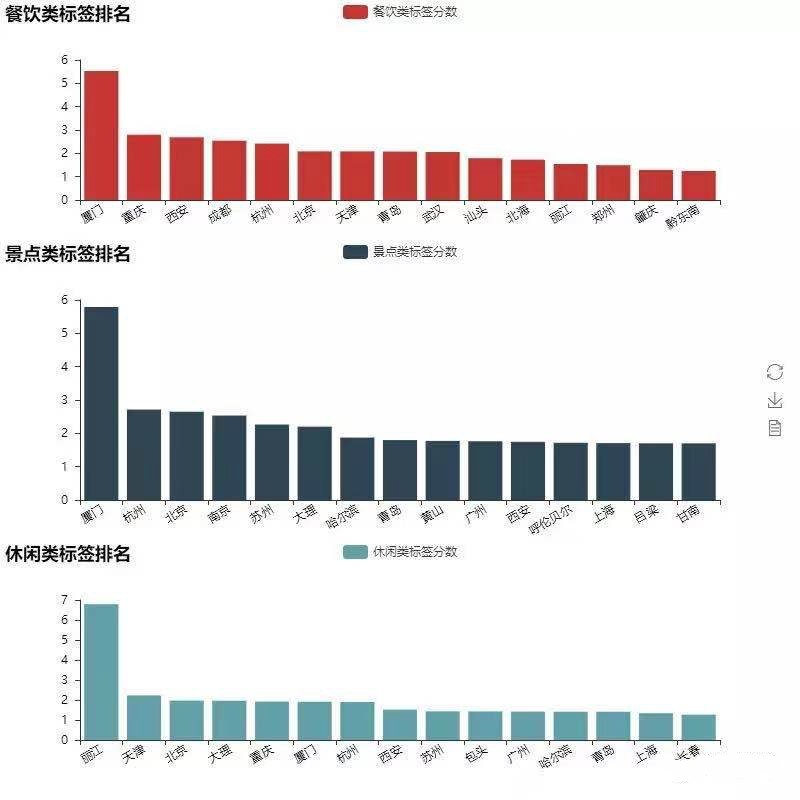 餐饮类标签排名
餐饮类标签分数
6
5
4
3
2
1
0
厦门 重庆 西安 成都 杭州 北京 天津 青岛 武汉 汕头 北海 丽江 郑州 肇庆 黔东南
景点类标签排名
景点类标签分数
6
5
4
3
2
1
0
厦门 杭州 北京 南京 苏州 大理 哈尔滨 青岛 黄山 广州 西安 呼伦贝尔 上海 吕梁 甘南
休闲类标签排名
休闲类标签分数
7
6
5
4
3
2
1
0
丽江 天津 北京 大理 重庆 厦门 杭州 西安 苏州 包头 广州 哈尔滨 青岛 上海 长春